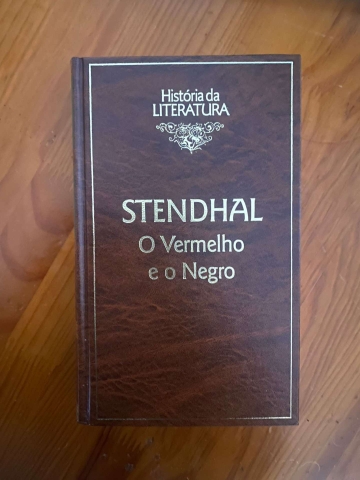 História da
LITERATURA
STENDHAL
O Vermelho
e o Negro